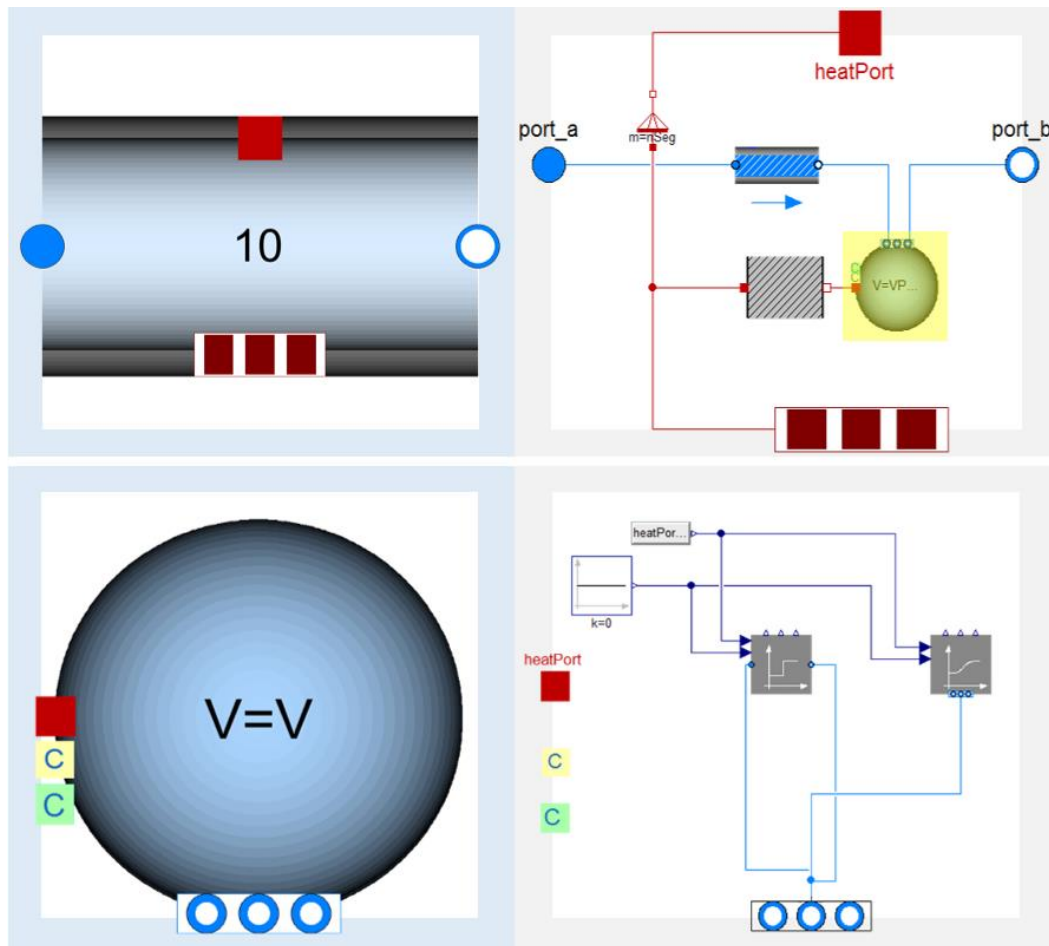 10
heatPort
m=nSeg
port_a
port_b
V=VP...
V=V
C
C
heatPor...
k=0
heatPort
C
C